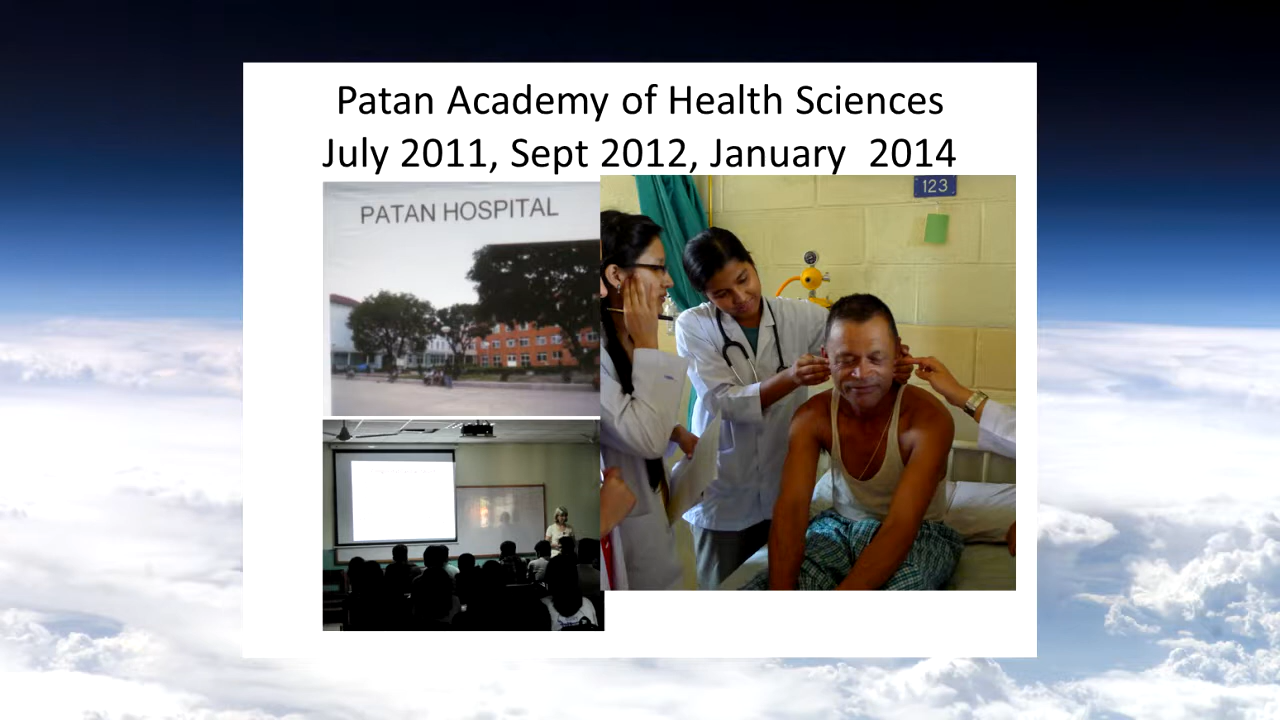 Patan Academy of Health Sciences
July 2011, Sept 2012, January 2014
PATAN HOSPITAL
123